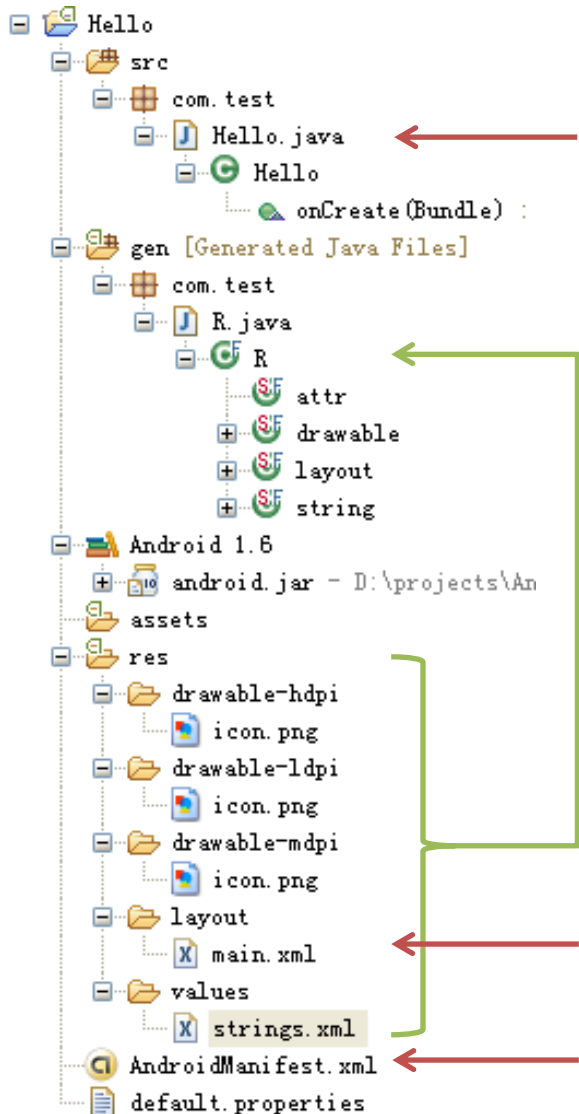 Hello
src
com.test
Hello.java
Hello
onCreate(Bundle) :
gen [Generated Java Files]
com.test
R.java
R
attr
drawable
layout
string
Android 1.6
android.jar - D:\projects\An
assets
res
drawable-hdpi
icon.png
drawable-ldpi
icon.png
drawable-mdpi
icon.png
layout
main.xml
values
strings.xml
AndroidManifest.xml
default.properties